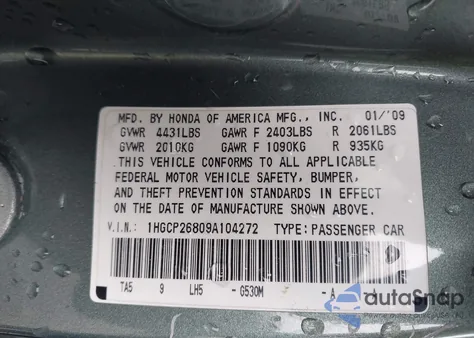 MFD. BY HONDA OF AMERICA MFG., INC. 01/'09
GVWR 4431LBS GAWR F 2403LBS R 2061LBS
GVWR 2010KG GAWR F 1090KG R 935KG
THIS VEHICLE CONFORMS TO ALL APPLICABLE
FEDERAL MOTOR VEHICLE SAFETY, BUMPER,
AND THEFT PREVENTION STANDARDS IN EFFECT
ON THE DATE OF MANUFACTURE SHOWN ABOVE.
V.I.N.: 1HGCP26809A104272 TYPE: PASSENGER CAR
TA5 9 LH5 - G530M - A
autoSnap